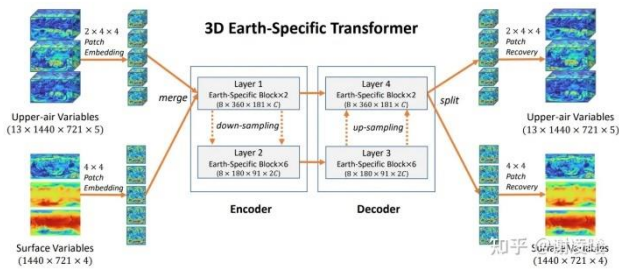 3D Earth-Specific Transformer
2 × 4 × 4
Patch
Embedding
Upper-air Variables
(13 × 1440 × 721 × 5)
4 × 4
Patch
Embedding
Surface Variables
(1440 × 721 × 4)
merge
Layer 1
Earth-Specific Block×2
(8 × 360 × 181 × C)
down-sampling
Layer 2
Earth-Specific Block×6
(8 × 180 × 91 × 2C)
Encoder
Layer 4
Earth-Specific Block×2
(8 × 360 × 181 × C)
up-sampling
Layer 3
Earth-Specific Block×6
(8 × 180 × 91 × 2C)
Decoder
split
2 × 4 × 4
Patch
Recovery
Upper-air Variables
(13 × 1440 × 721 × 5)
4 × 4
Patch
Recovery
Surface Variables
(1440 × 721 × 4)
知乎